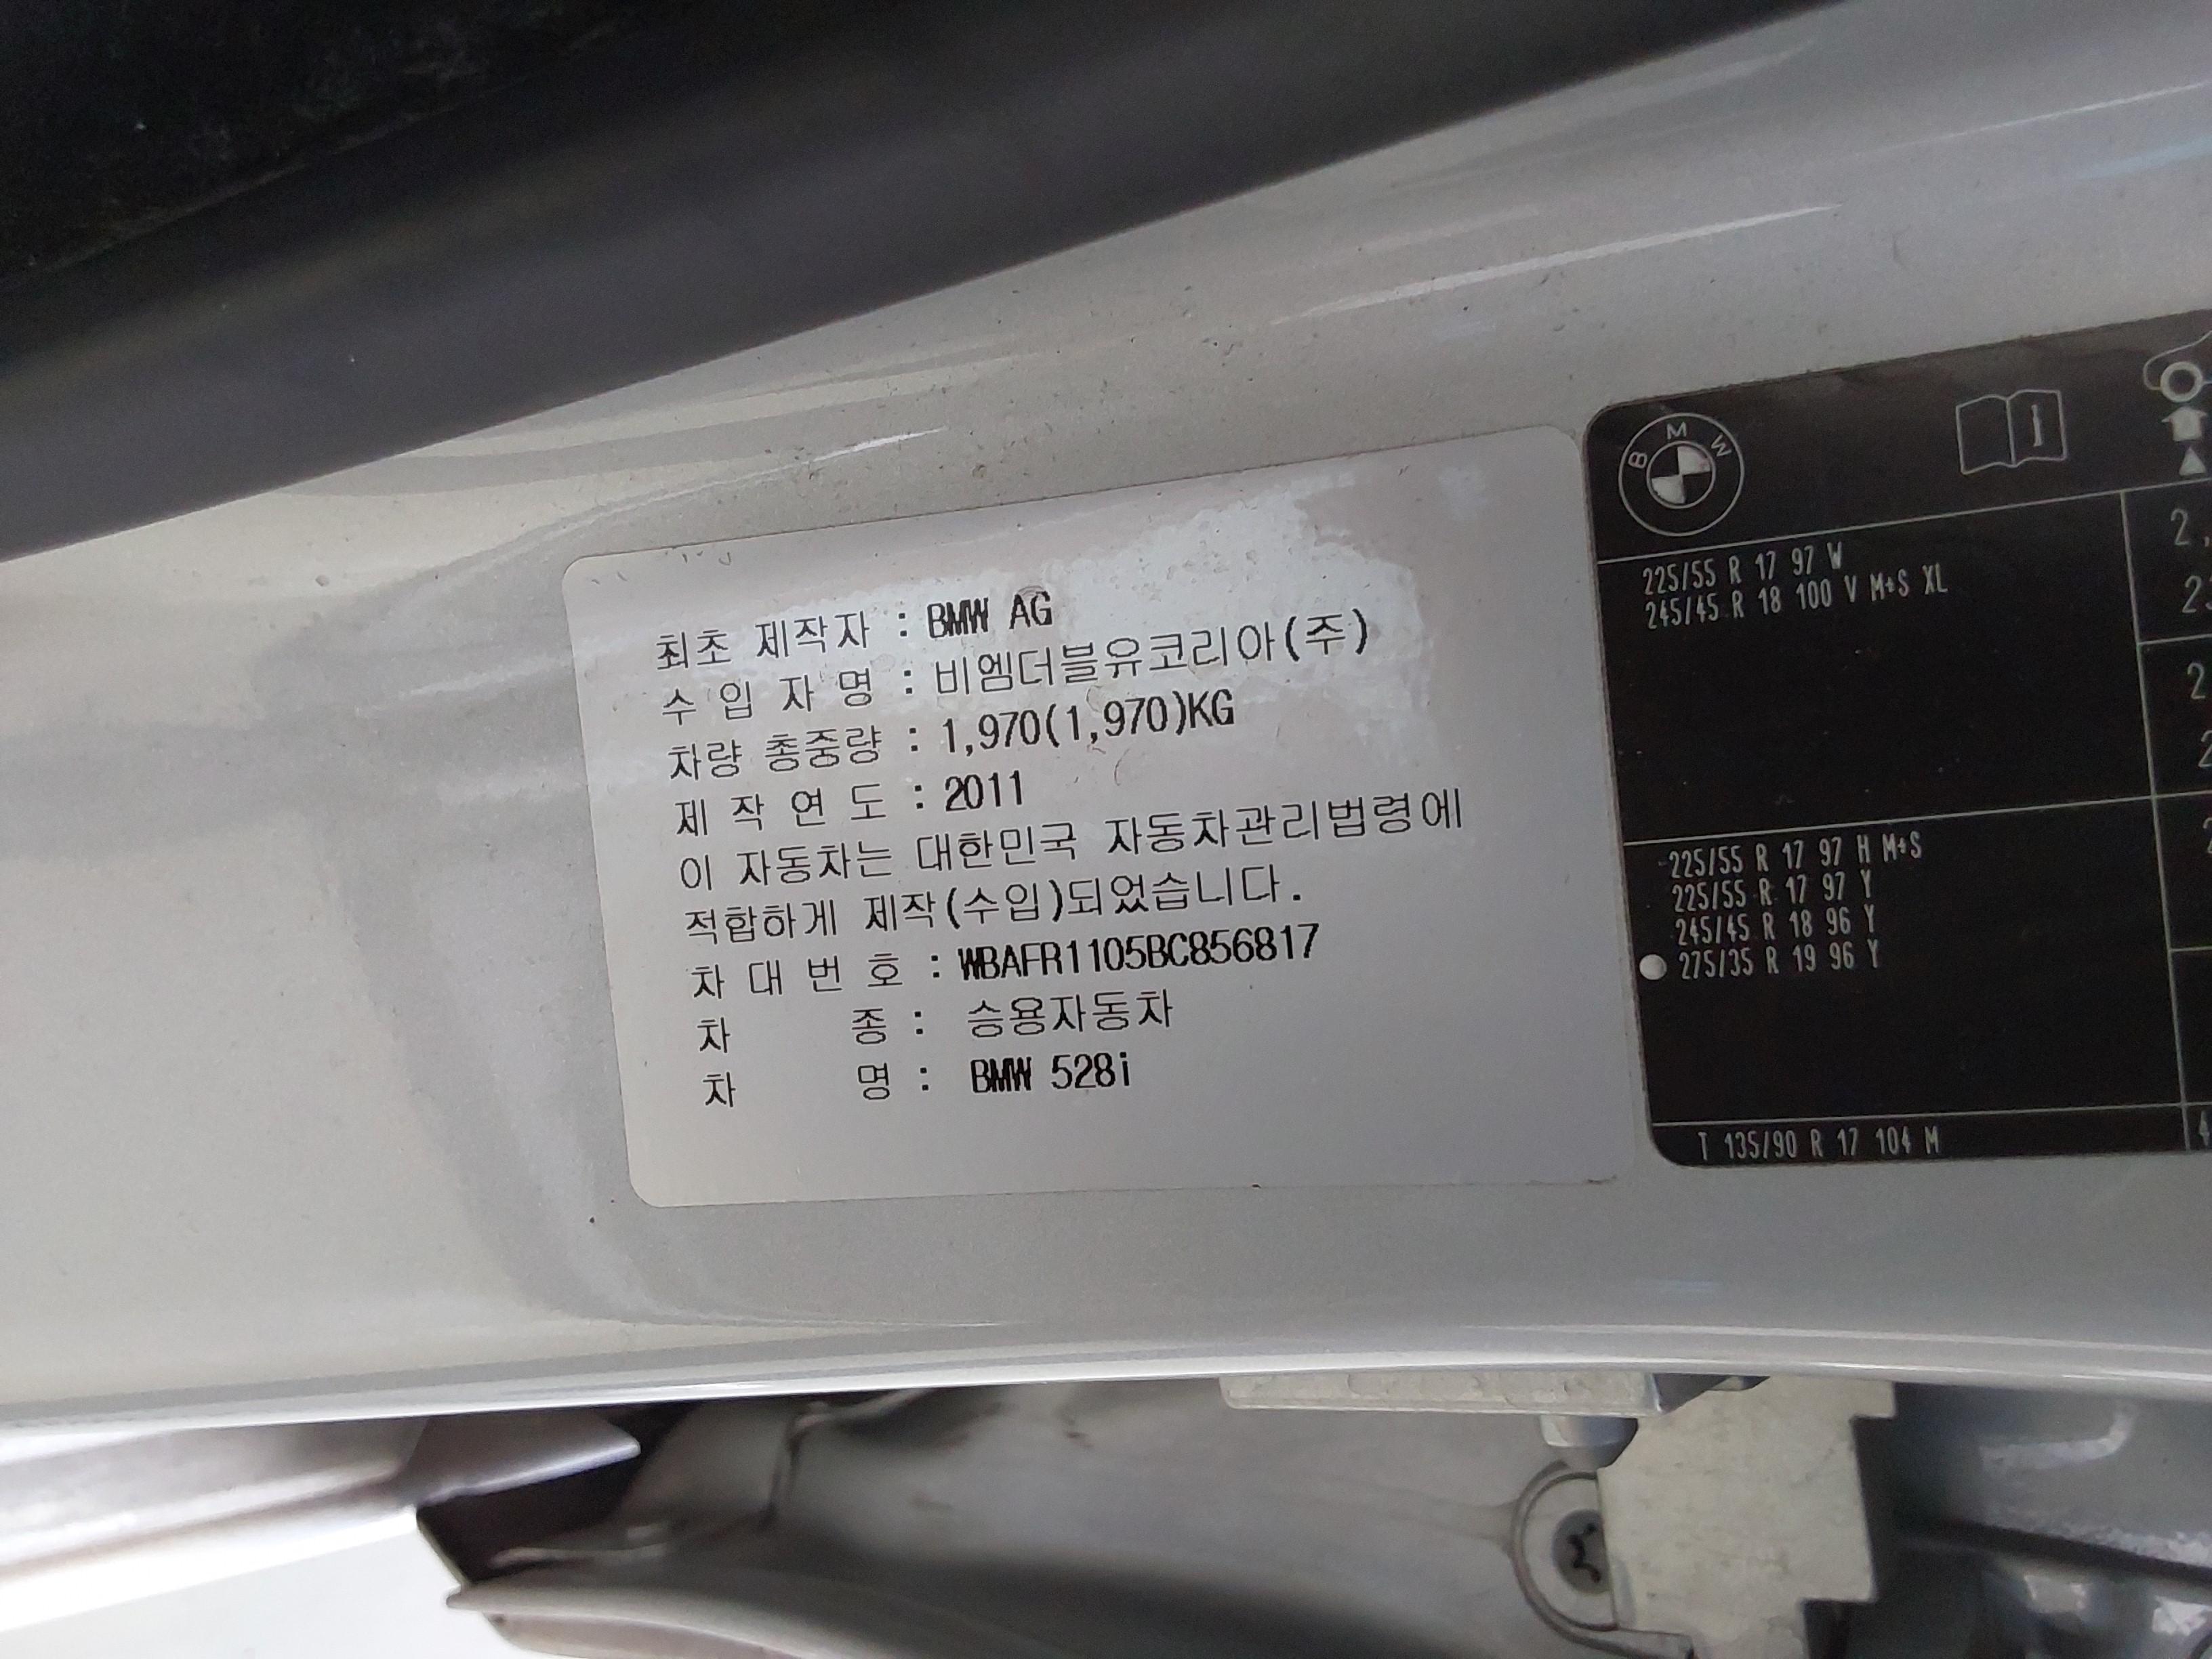 최초 제작자 : BMW AG
수 입 자 명 : 비엠더블유코리아(주)
차량 총중량 : 1,970(1,970)KG
제 작 연 도 : 2011
이 자동차는 대한민국 자동차관리법령에
적합하게 제작(수입)되었습니다.
차 대 번 호 : WBAFR1105BC856817
차 종 : 승용자동차
차 명 : BMW 528i
BMW
225/55 R 17 97 W
245/45 R 18 100 V M+S XL
225/55 R 17 97 H M+S
225/55 R 17 97 Y
245/45 R 18 96 Y
275/35 R 19 96 Y
T 135/90 R 17 104 M